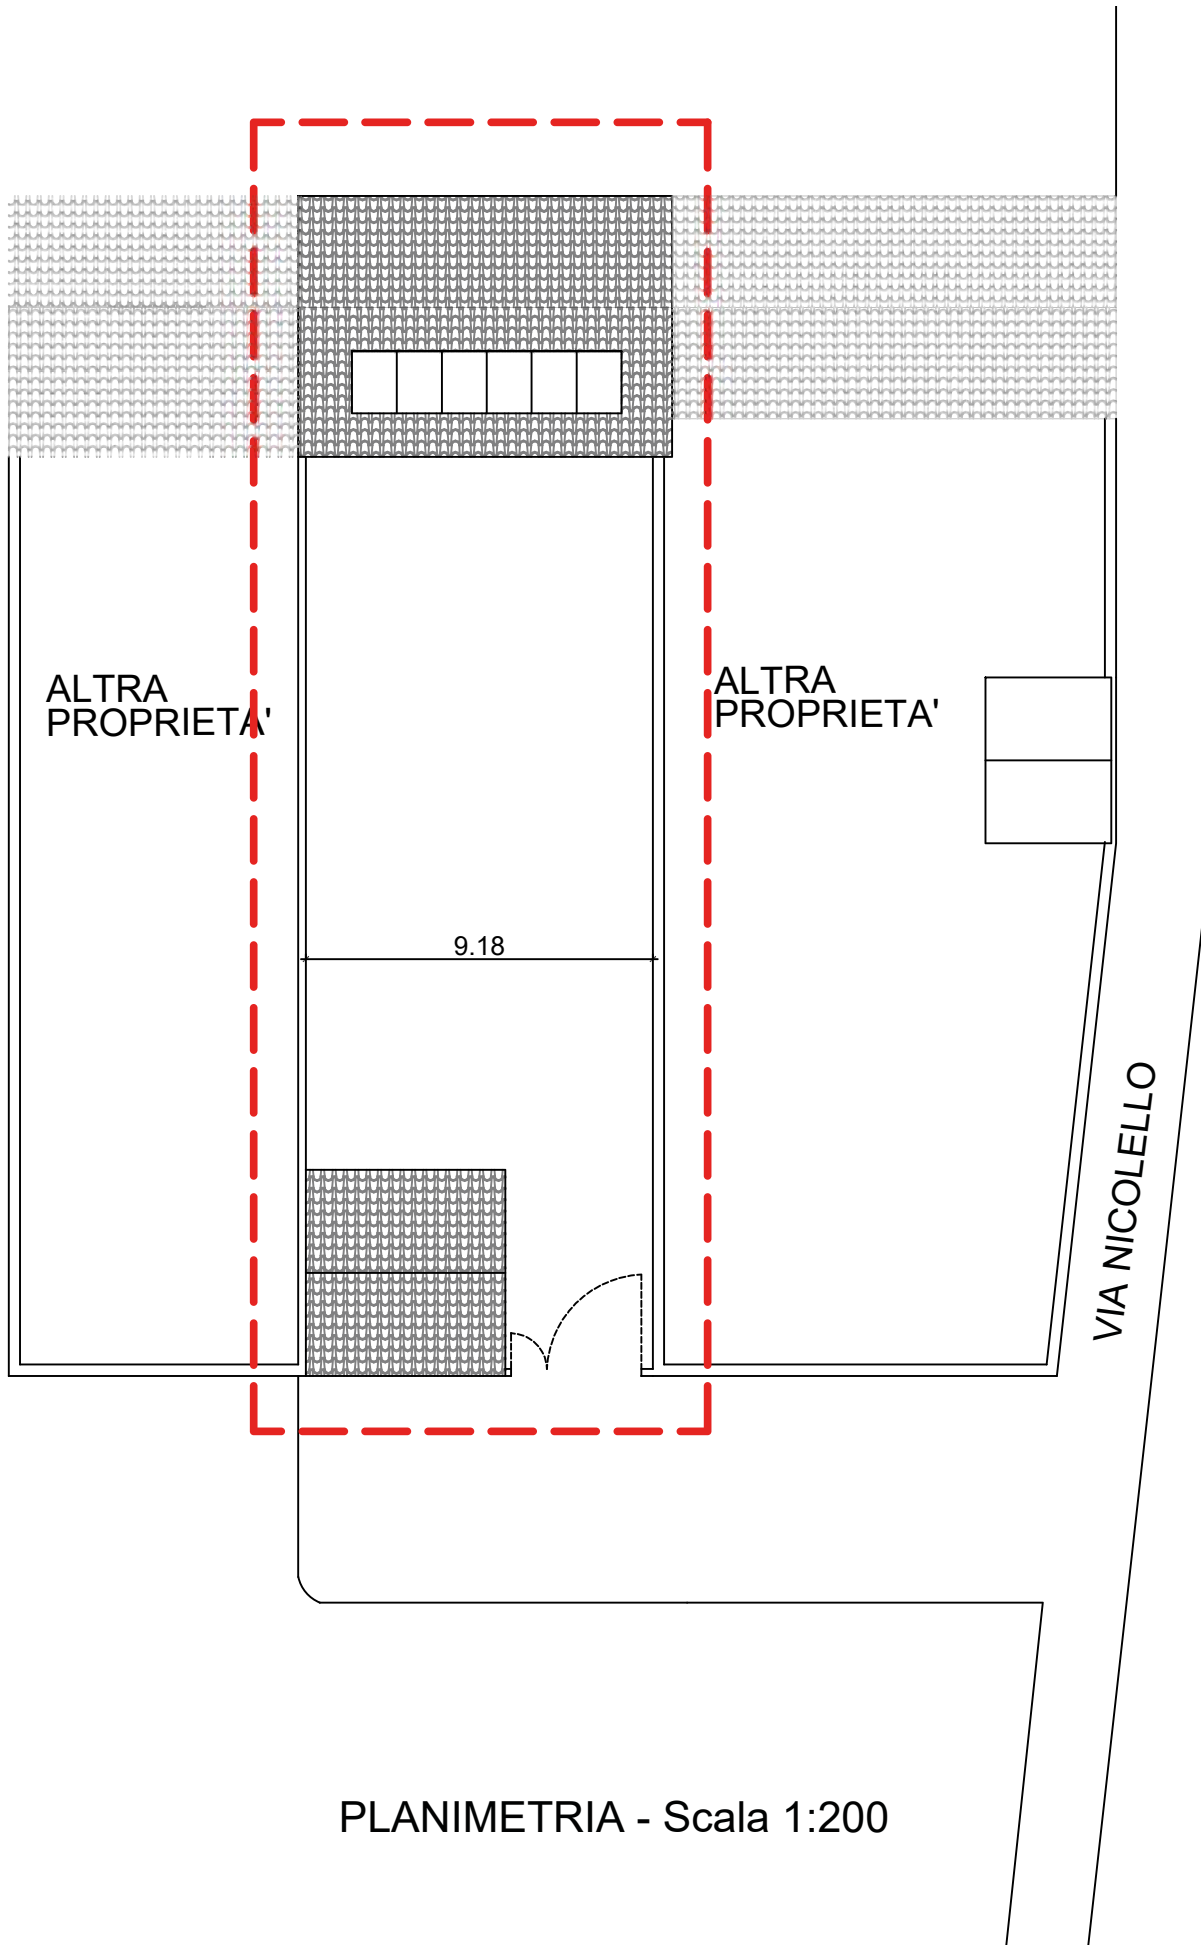 ALTRA
PROPRIETA'
ALTRA
PROPRIETA'
9.18
VIA NICOLELLO
PLANIMETRIA - Scala 1:200